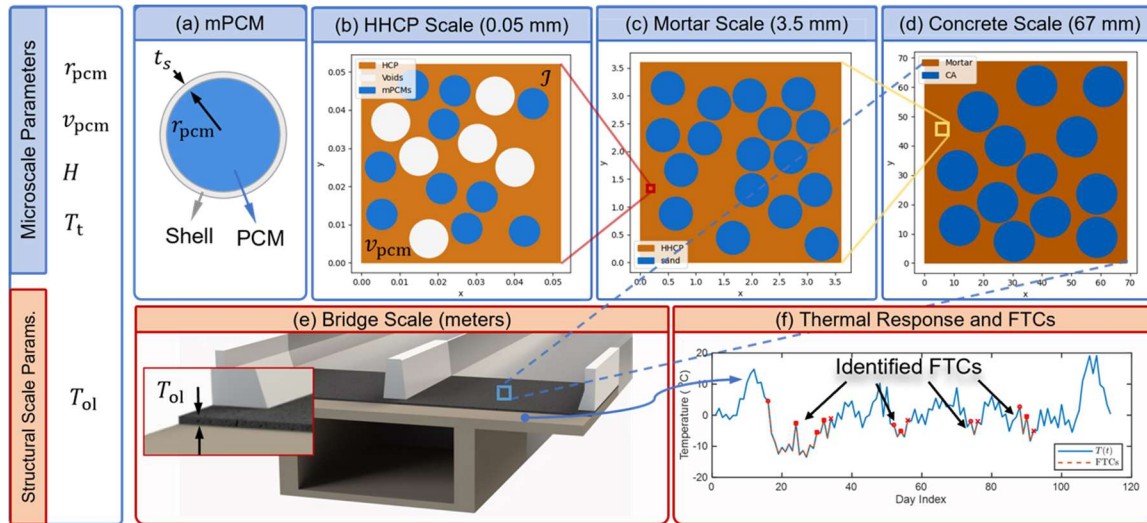 Microscale Parameters
r_pcm
v_pcm
H
T_t
Structural Scale Params.
T_ol
(a) mPCM
t_s
r_pcm
Shell
PCM
(b) HHCP Scale (0.05 mm)
HCP
Voids
mPCMs
𝒥
v_pcm
y
0.05
0.04
0.03
0.02
0.01
0.00
0.00 0.01 0.02 0.03 0.04 0.05
x
(c) Mortar Scale (3.5 mm)
HHCP
sand
y
3.5
3.0
2.5
2.0
1.5
1.0
0.5
0.0
0.0 0.5 1.0 1.5 2.0 2.5 3.0 3.5
x
(d) Concrete Scale (67 mm)
Mortar
CA
y
70
60
50
40
30
20
10
0
0 10 20 30 40 50 60 70
x
(e) Bridge Scale (meters)
T_ol
(f) Thermal Response and FTCs
Identified FTCs
Temperature (°C)
20
10
0
-10
-20
0 20 40 60 80 100 120
Day Index
T(t)
FTCs